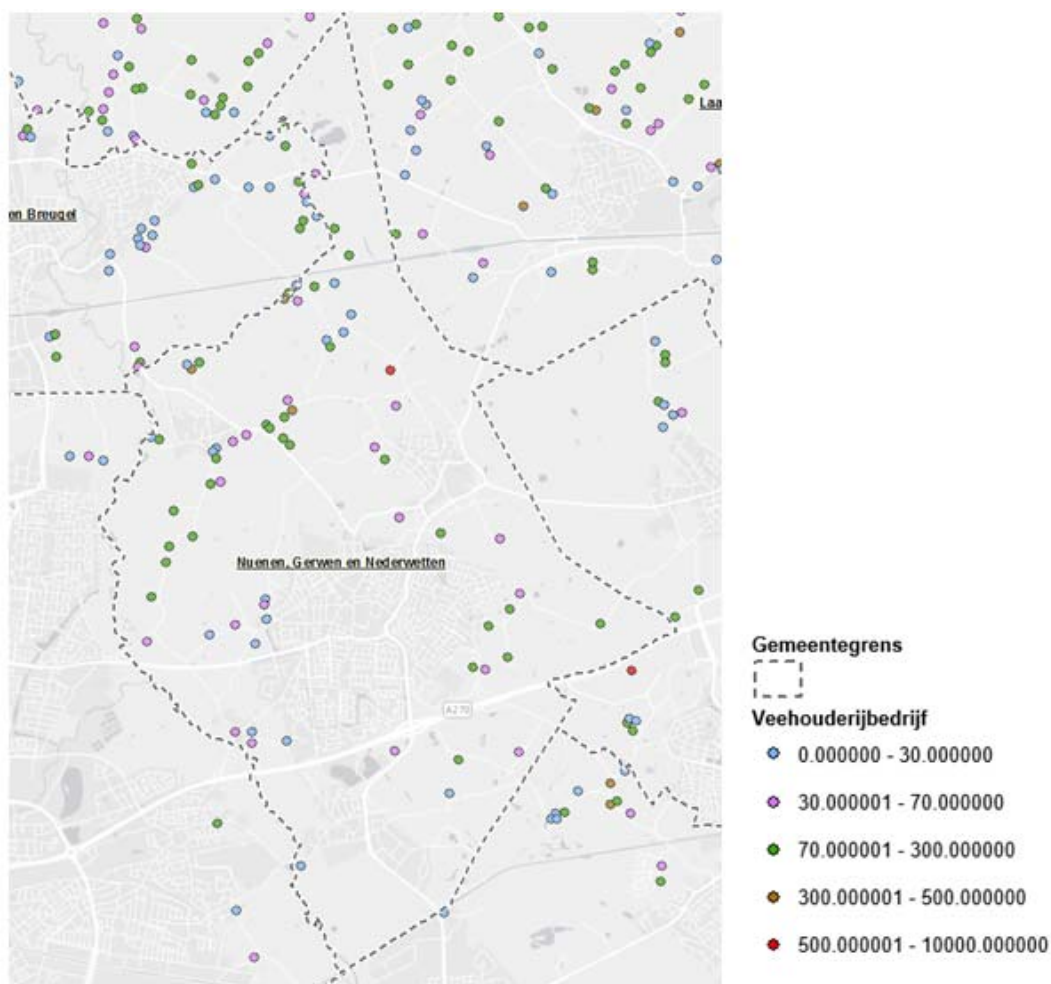 Laa
en Breugel
Nuenen, Gerwen en Nederwetten
A270
Gemeentegrens
Veehouderijbedrijf
0.000000 - 30.000000
30.000001 - 70.000000
70.000001 - 300.000000
300.000001 - 500.000000
500.000001 - 10000.000000